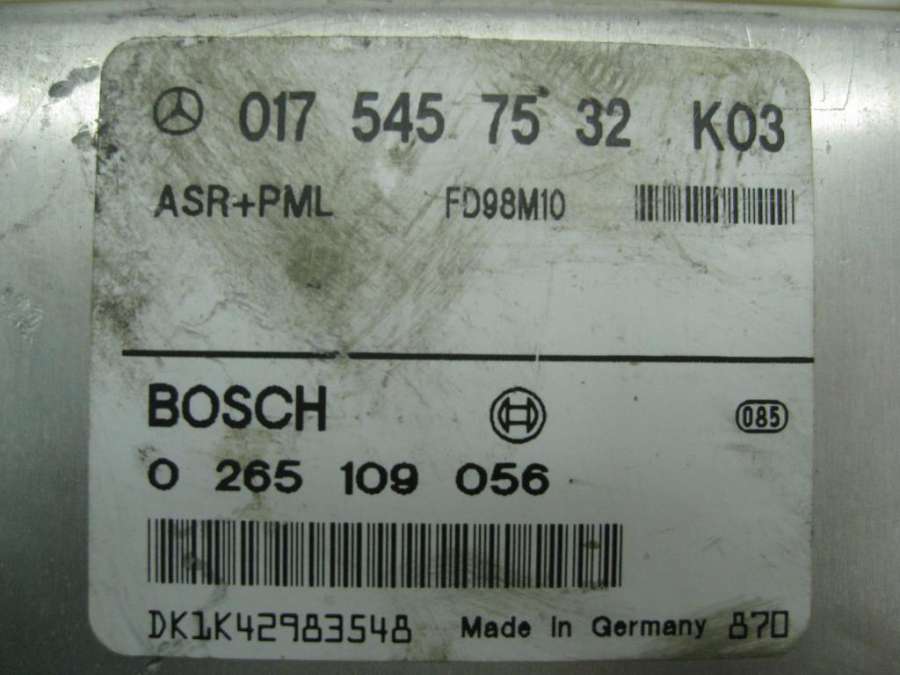 017 545 75 32 K03
ASR+PML FD98M10
BOSCH 085
0 265 109 056
DK1K42983548 Made in Germany 870